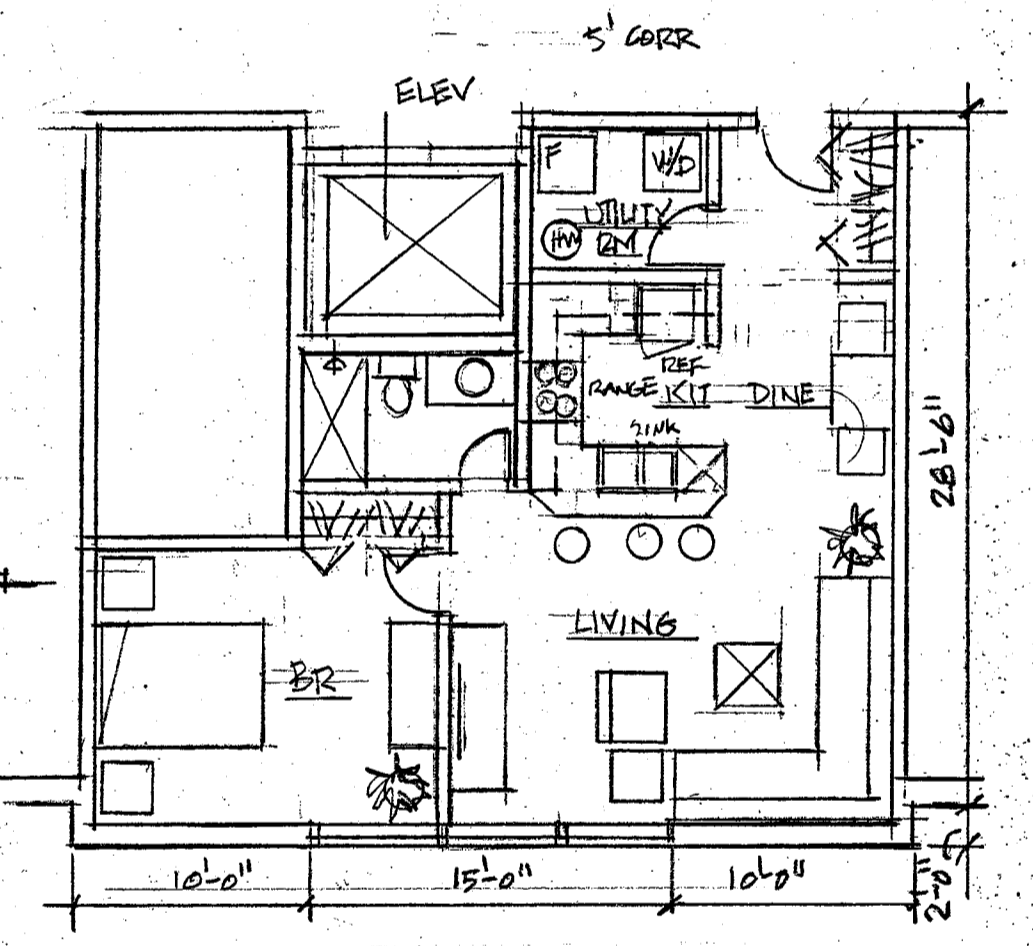 5' CORR
ELEV
F
W/D
UTILITY
RM
HW
REF
RANGE
KIT DINE
SINK
28'-6"
LIVING
BR
10'-0"
15'-0"
10'-0"
2'-0"